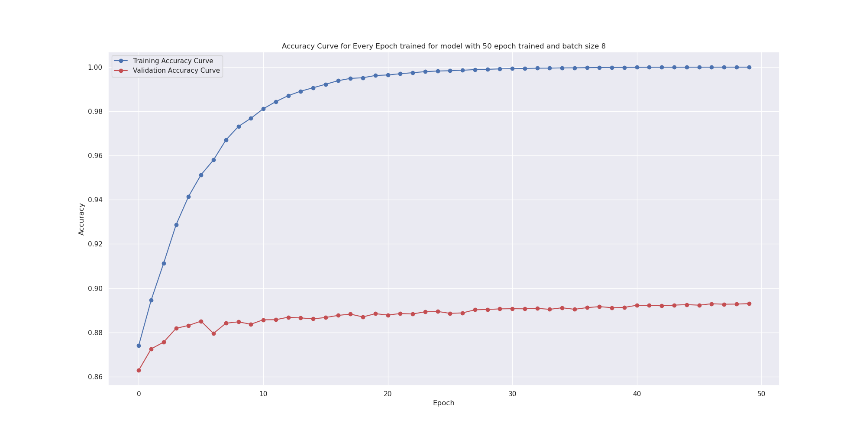 Accuracy Curve for Every Epoch trained for model with 50 epoch trained and batch size 8
Training Accuracy Curve
Validation Accuracy Curve
1.00
0.98
0.96
0.94
0.92
0.90
0.88
0.86
Accuracy
0 10 20 30 40 50
Epoch